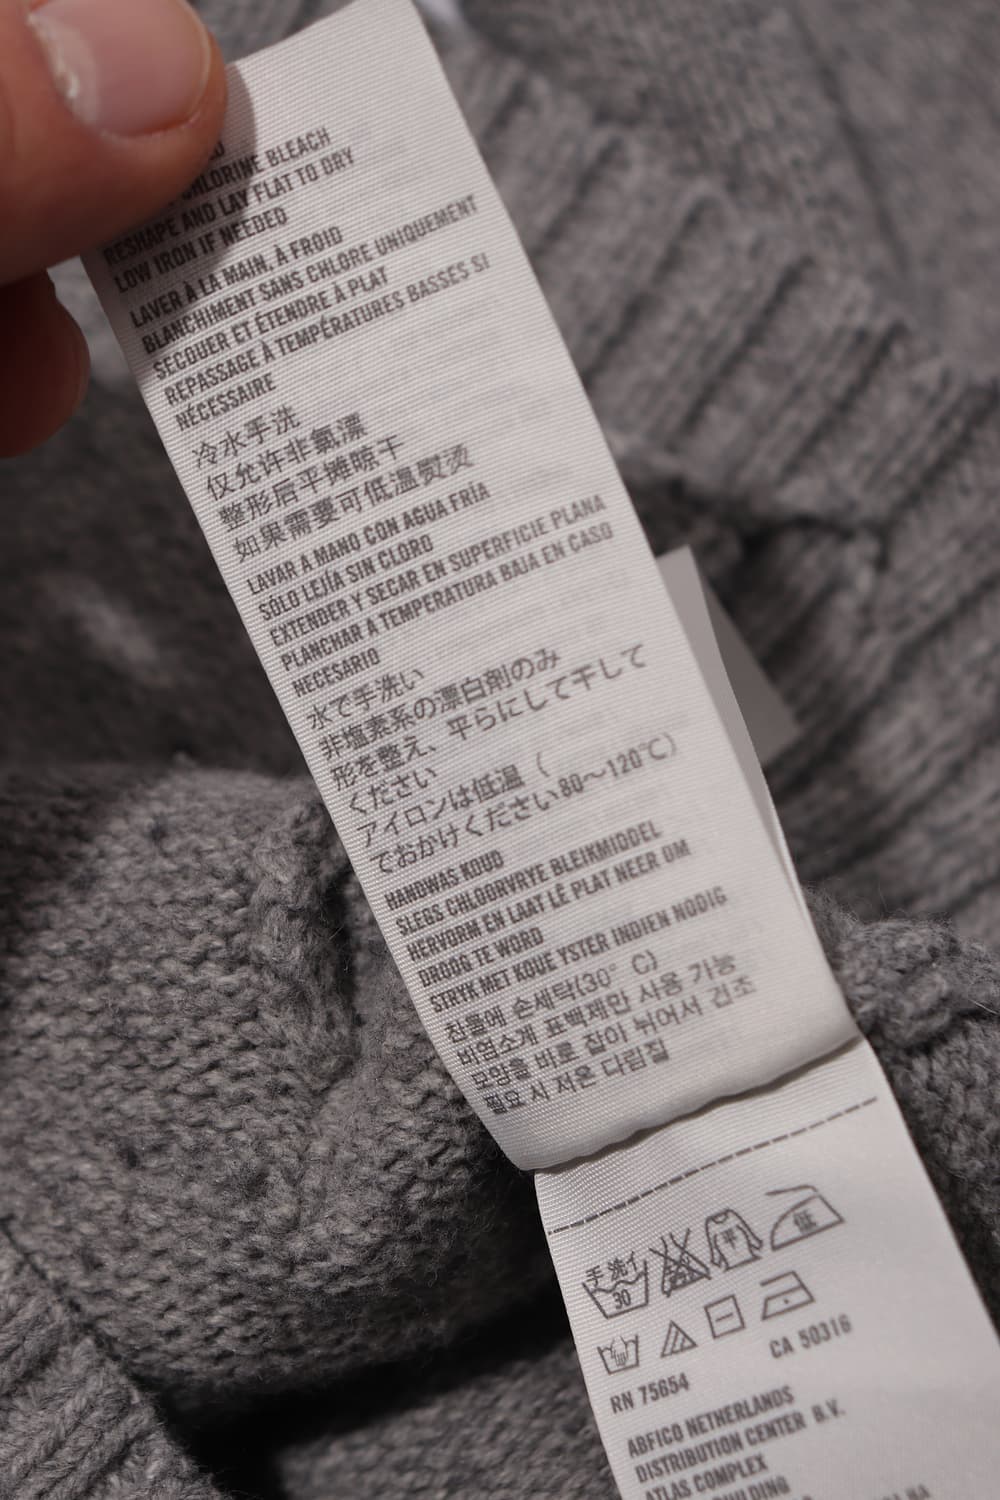 CHLORINE BLEACH
RESHAPE AND LAY FLAT TO DRY
LOW IRON IF NEEDED
LAVER À LA MAIN, À FROID
BLANCHIMENT SANS CHLORE UNIQUEMENT
SECOUER ET ÉTENDRE À PLAT
REPASSAGE À TEMPÉRATURES BASSES SI
NÉCESSAIRE
冷水手洗
仅允许非氯漂
整形后平摊晾干
如果需要可低温熨烫
LAVAR A MANO CON AGUA FRÍA
SÓLO LEJÍA SIN CLORO
EXTENDER Y SECAR EN SUPERFICIE PLANA
PLANCHAR A TEMPERATURA BAJA EN CASO
NECESARIO
水で手洗い
非塩素系の漂白剤のみ
形を整え、平らにして干して
ください
アイロンは低温（
でおかけください80〜120℃）
HANDWAS KOUD
SLEGS CHLOORVRYE BLEIKMIDDEL
HERVORM EN LAAT LÊ PLAT NEER OM
DROOG TE WORD
STRYK MET KOUE YSTER INDIEN NODIG
찬물에 손세탁(30° C)
비염소계 표백제만 사용 가능
모양을 바로 잡아 뉘어서 건조
필요 시 저온 다림질
手洗イ 30 平 低
RN 75654 CA 50316
ABFICO NETHERLANDS
DISTRIBUTION CENTER B.V.
ATLAS COMPLEX